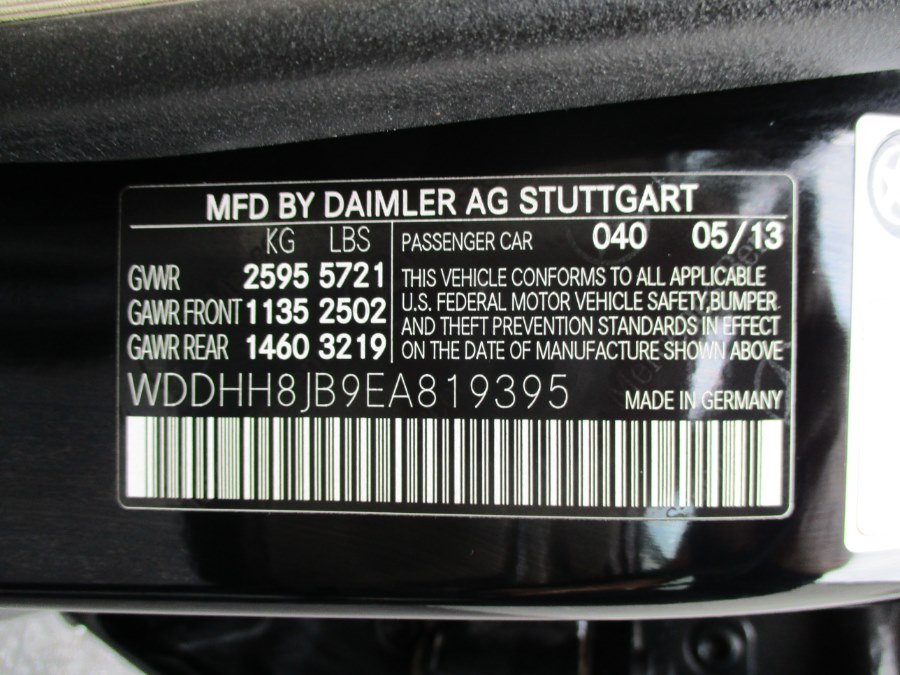 MFD BY DAIMLER AG STUTTGART
KG LBS
GVWR 2595 5721
GAWR FRONT 1135 2502
GAWR REAR 1460 3219
PASSENGER CAR 040 05/13
THIS VEHICLE CONFORMS TO ALL APPLICABLE
U.S. FEDERAL MOTOR VEHICLE SAFETY,BUMPER
AND THEFT PREVENTION STANDARDS IN EFFECT
ON THE DATE OF MANUFACTURE SHOWN ABOVE
WDDHH8JB9EA819395 MADE IN GERMANY